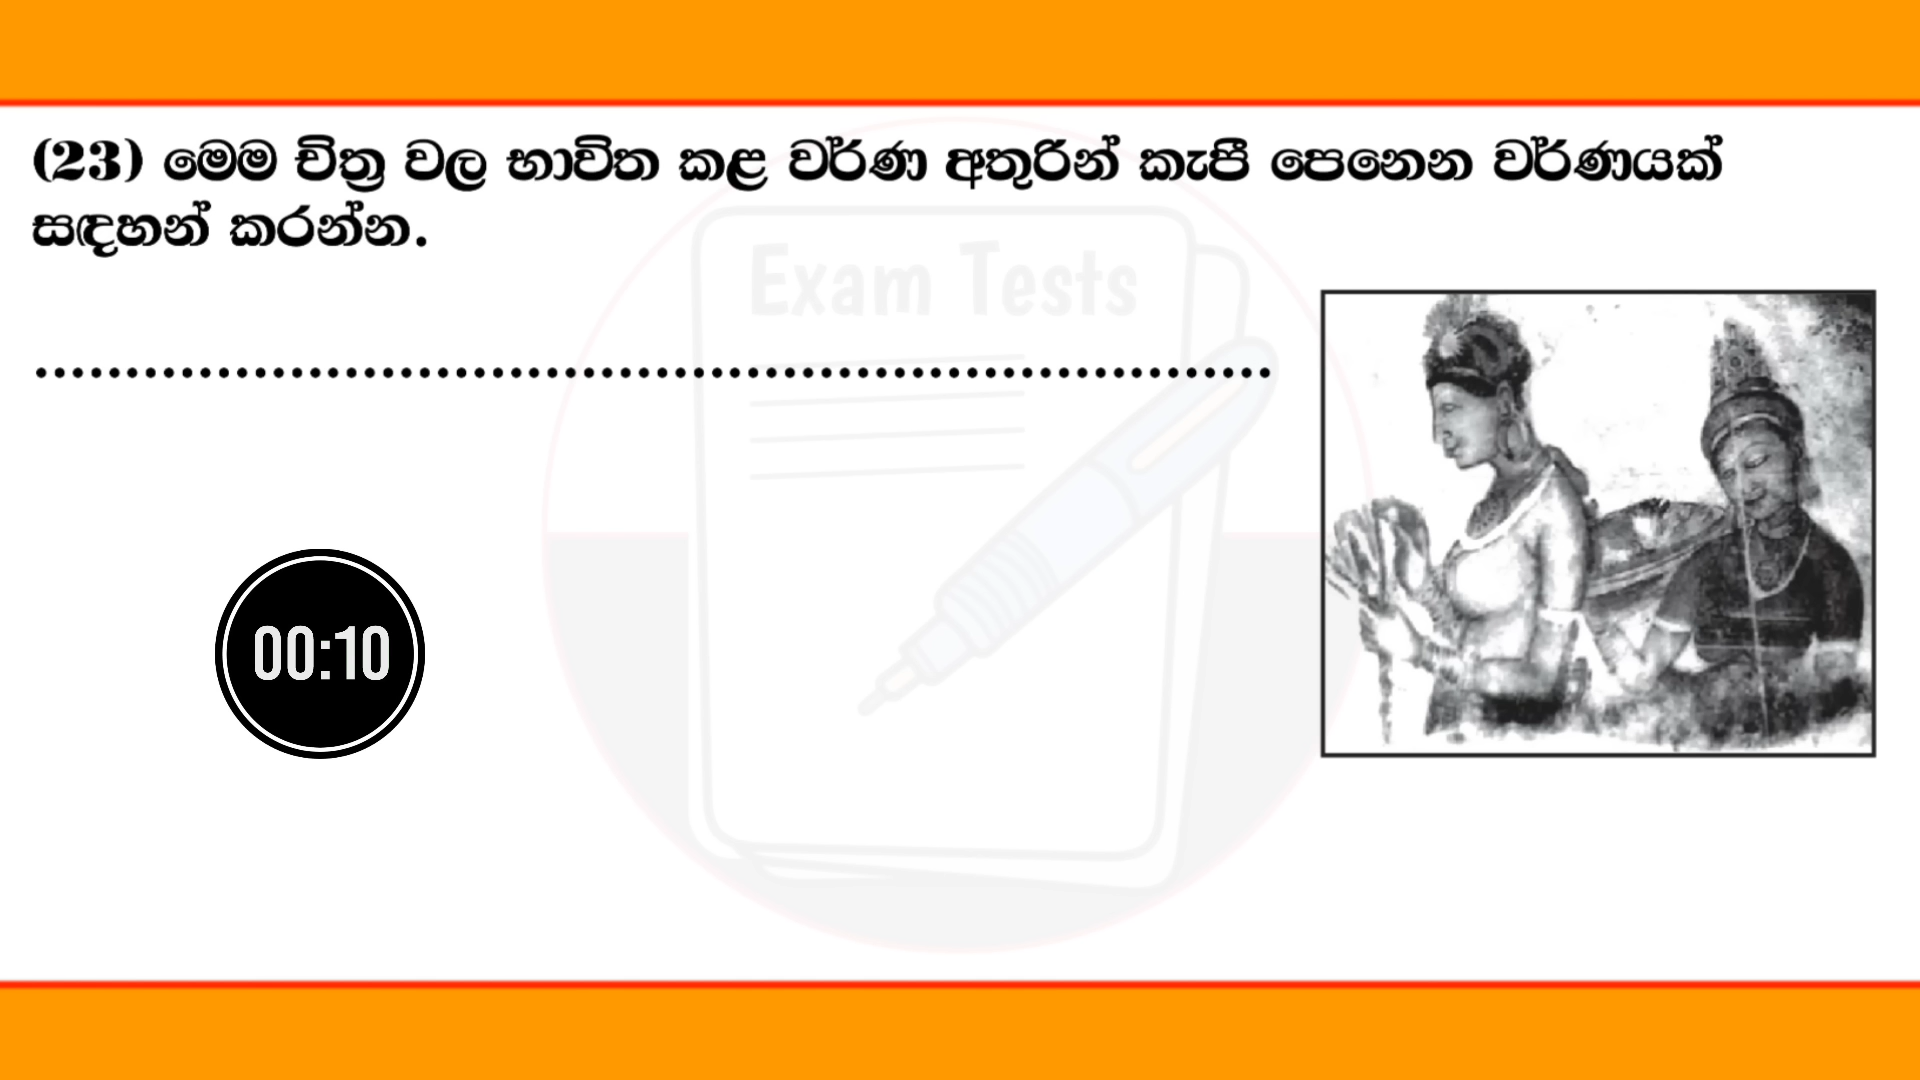 (23) මෙම චිත්‍ර වල භාවිත කළ වර්ණ අතුරින් කැපී පෙනෙන වර්ණයක්
සඳහන් කරන්න.
Exam Tests
....................................................................
00:10